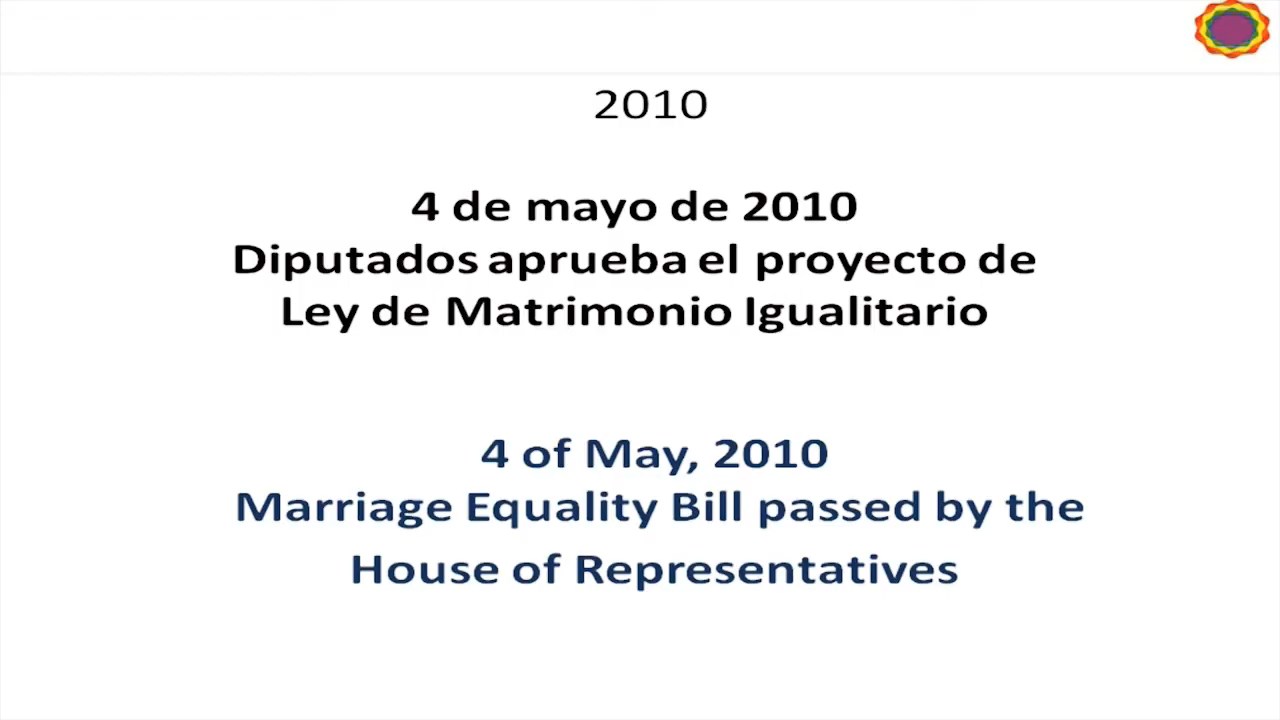 2010
4 de mayo de 2010
Diputados aprueba el proyecto de
Ley de Matrimonio Igualitario
4 of May, 2010
Marriage Equality Bill passed by the
House of Representatives